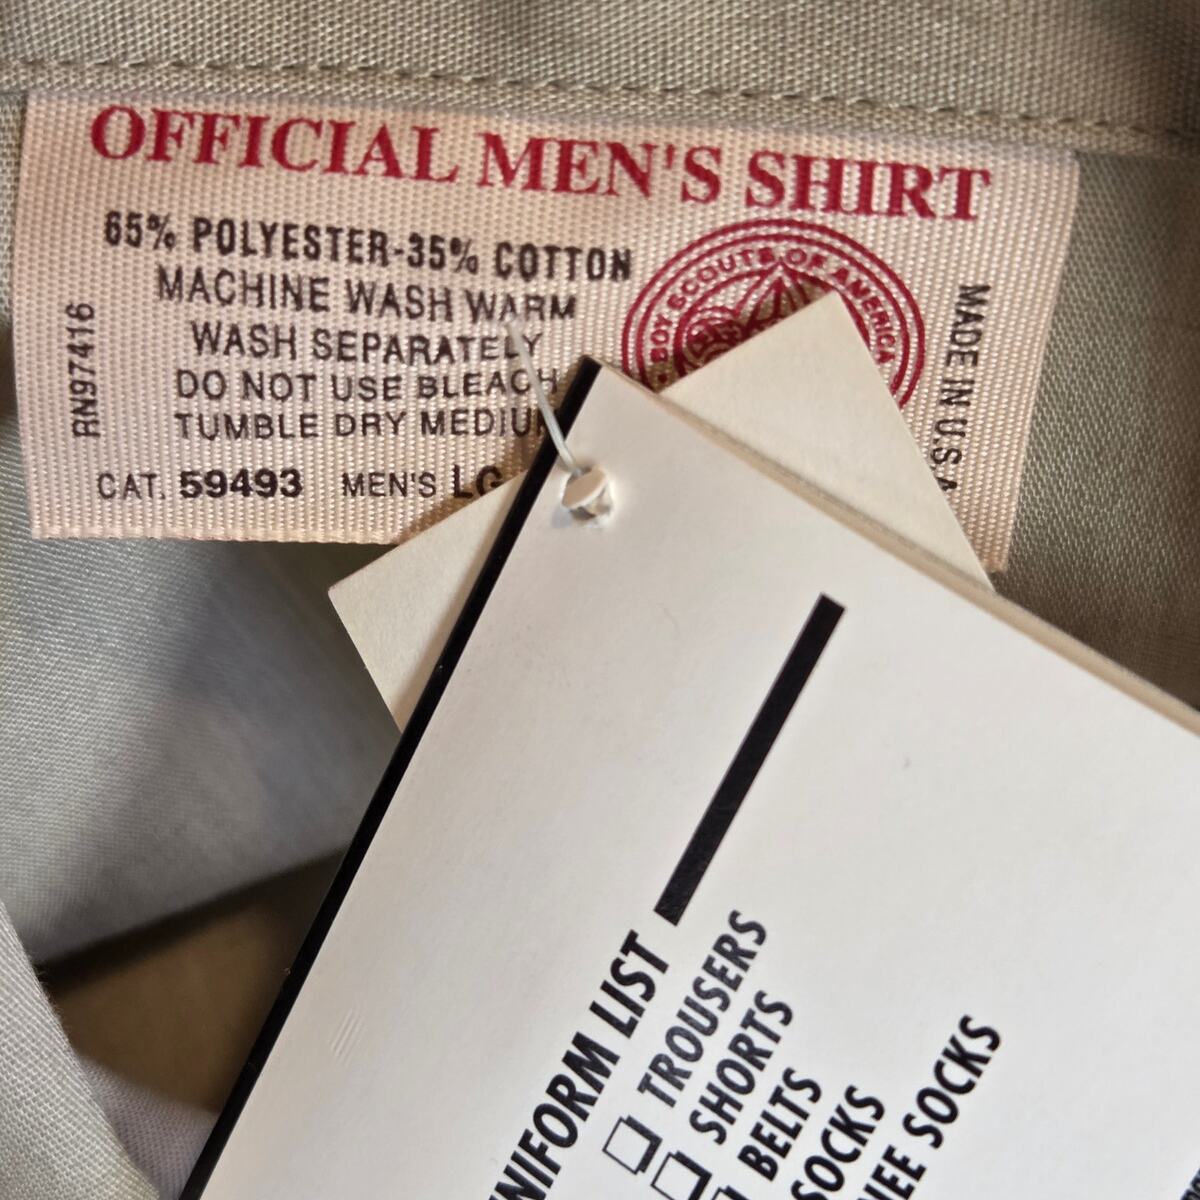 OFFICIAL MEN'S SHIRT
65% POLYESTER-35% COTTON
MACHINE WASH WARM
WASH SEPARATELY
DO NOT USE BLEACH
TUMBLE DRY MEDIUM
CAT. 59493 MEN'S LG
RN97416
BOY SCOUTS OF AMERICA
MADE IN U.S.A.
UNIFORM LIST
TROUSERS
SHORTS
BELTS
SOCKS
KNEE SOCKS